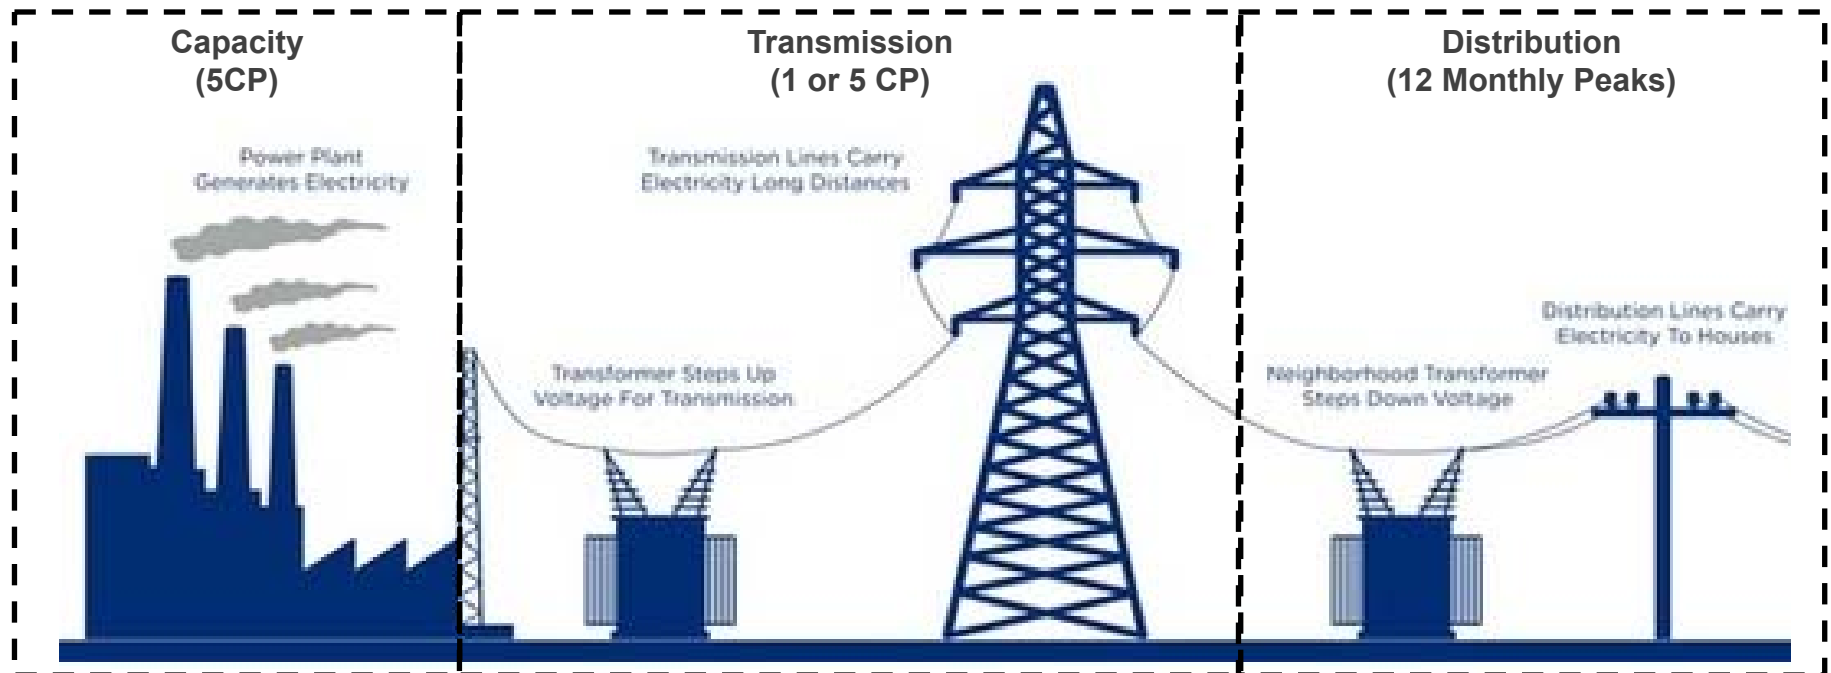 Capacity
(5CP)
Power Plant
Generates Electricity
Transmission
(1 or 5 CP)
Transmission Lines Carry
Electricity Long Distances
Transformer Steps Up
Voltage For Transmission
Distribution
(12 Monthly Peaks)
Distribution Lines Carry
Electricity To Houses
Neighborhood Transformer
Steps Down Voltage